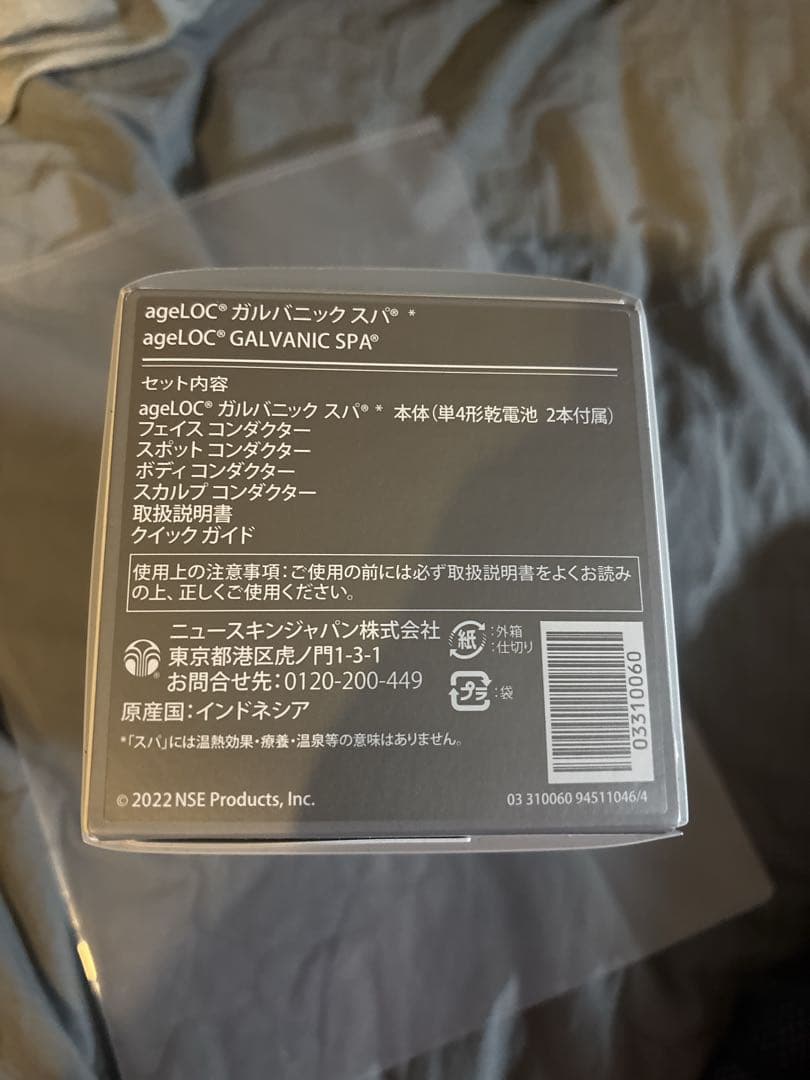 ageLOC® ガルバニック スパ® *
ageLOC® GALVANIC SPA®
セット内容
ageLOC® ガルバニック スパ® * 本体(単4形乾電池 2本付属)
フェイス コンダクター
スポット コンダクター
ボディ コンダクター
スカルプ コンダクター
取扱説明書
クイック ガイド
使用上の注意事項:ご使用の前には必ず取扱説明書をよくお読み
の上、正しくご使用ください。
ニュースキンジャパン株式会社
東京都港区虎ノ門1-3-1
お問合せ先:0120-200-449
紙 :外箱
:仕切り
プラ :袋
原産国:インドネシア
*「スパ」には温熱効果・療養・温泉等の意味はありません。
03310060
© 2022 NSE Products, Inc.
03 310060 94511046/4